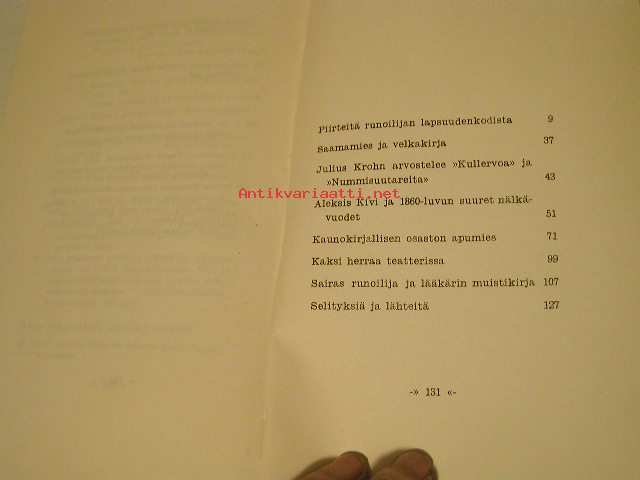 Piirteitä runoilijan lapsuudenkodista 9
Saamamies ja velkakirja 37
Julius Krohn arvostelee »Kullervoa» ja
»Nummisuutareita» 43
Antikvariaatti.net
Aleksis Kivi ja 1860-luvun suuret nälkä-
vuodet 51
Kaunokirjallisen osaston apumies 71
Kaksi herraa teatterissa 99
Sairas runoilija ja lääkärin muistikirja 107
Selityksiä ja lähteitä 127
-» 131 «-